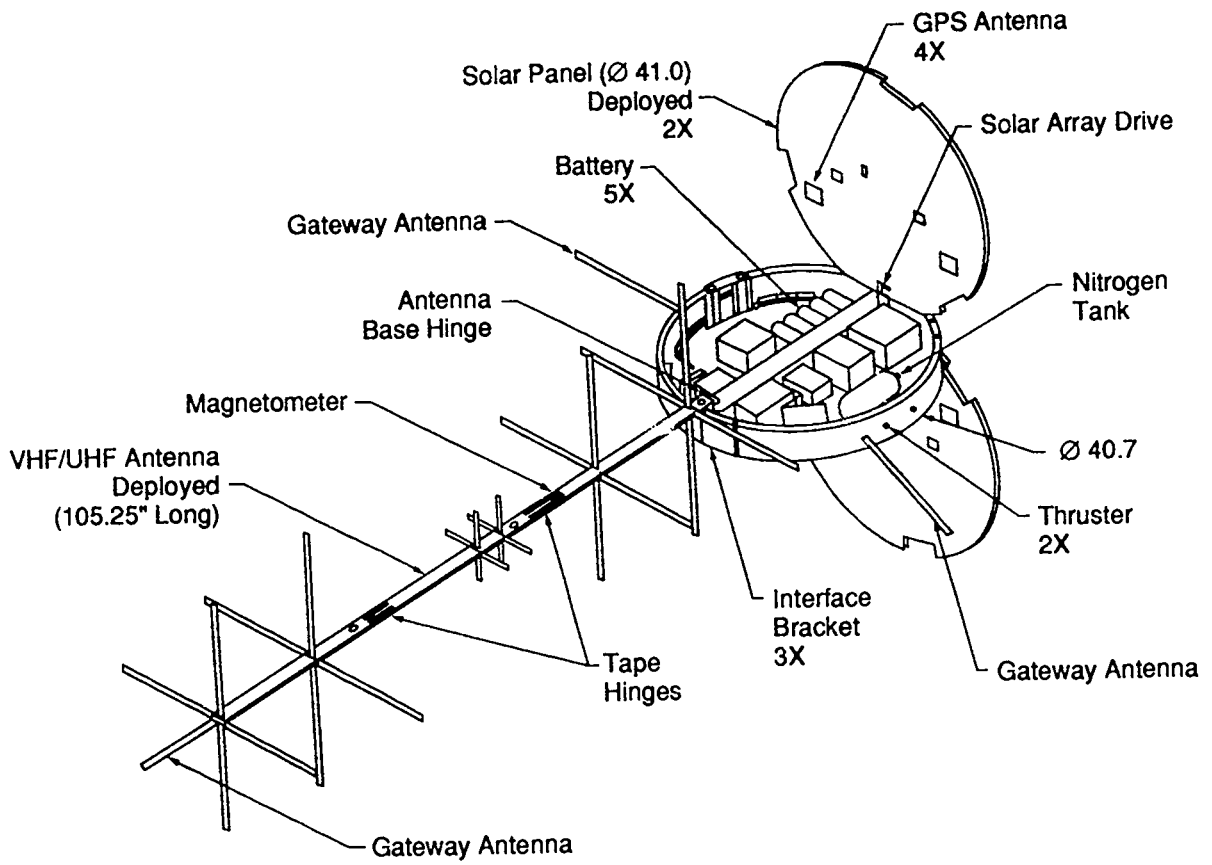 GPS Antenna
4X
Solar Panel (Ø 41.0)
Deployed
2X
Solar Array Drive
Battery
5X
Gateway Antenna
Nitrogen
Tank
Antenna
Base Hinge
Magnetometer
VHF/UHF Antenna
Deployed
(105.25" Long)
Ø 40.7
Thruster
2X
Interface
Bracket
3X
Tape
Hinges
Gateway Antenna
Gateway Antenna